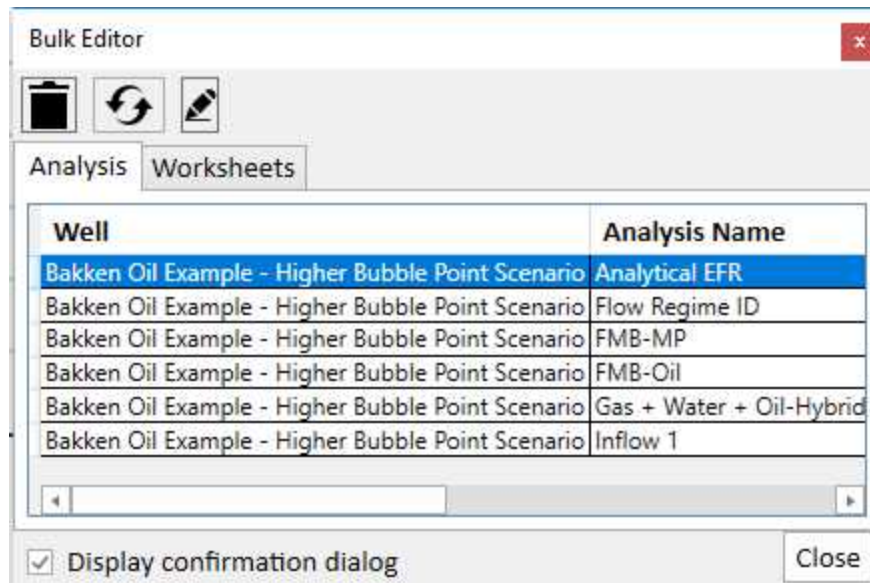 Bulk Editor
x
Analysis Worksheets
Well Analysis Name
Bakken Oil Example - Higher Bubble Point Scenario Analytical EFR
Bakken Oil Example - Higher Bubble Point Scenario Flow Regime ID
Bakken Oil Example - Higher Bubble Point Scenario FMB-MP
Bakken Oil Example - Higher Bubble Point Scenario FMB-Oil
Bakken Oil Example - Higher Bubble Point Scenario Gas + Water + Oil-Hybrid
Bakken Oil Example - Higher Bubble Point Scenario Inflow 1
Display confirmation dialog Close